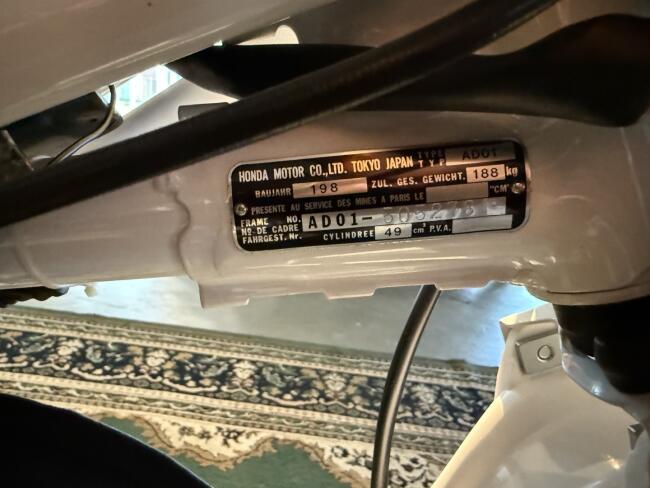 HONDA MOTOR CO.,LTD. TOKYO JAPAN TYPE TYP AD01
BAUJAHR 198 ZUL. GES. GEWICHT. 188 kg
PRESENTE AU SERVICE DES MINES A PARIS LE "CM"
FRAME NO.
NO. DE CADRE AD01-
FAHRGEST. Nr. CYLINDREE 49 cm³ P.V.A.